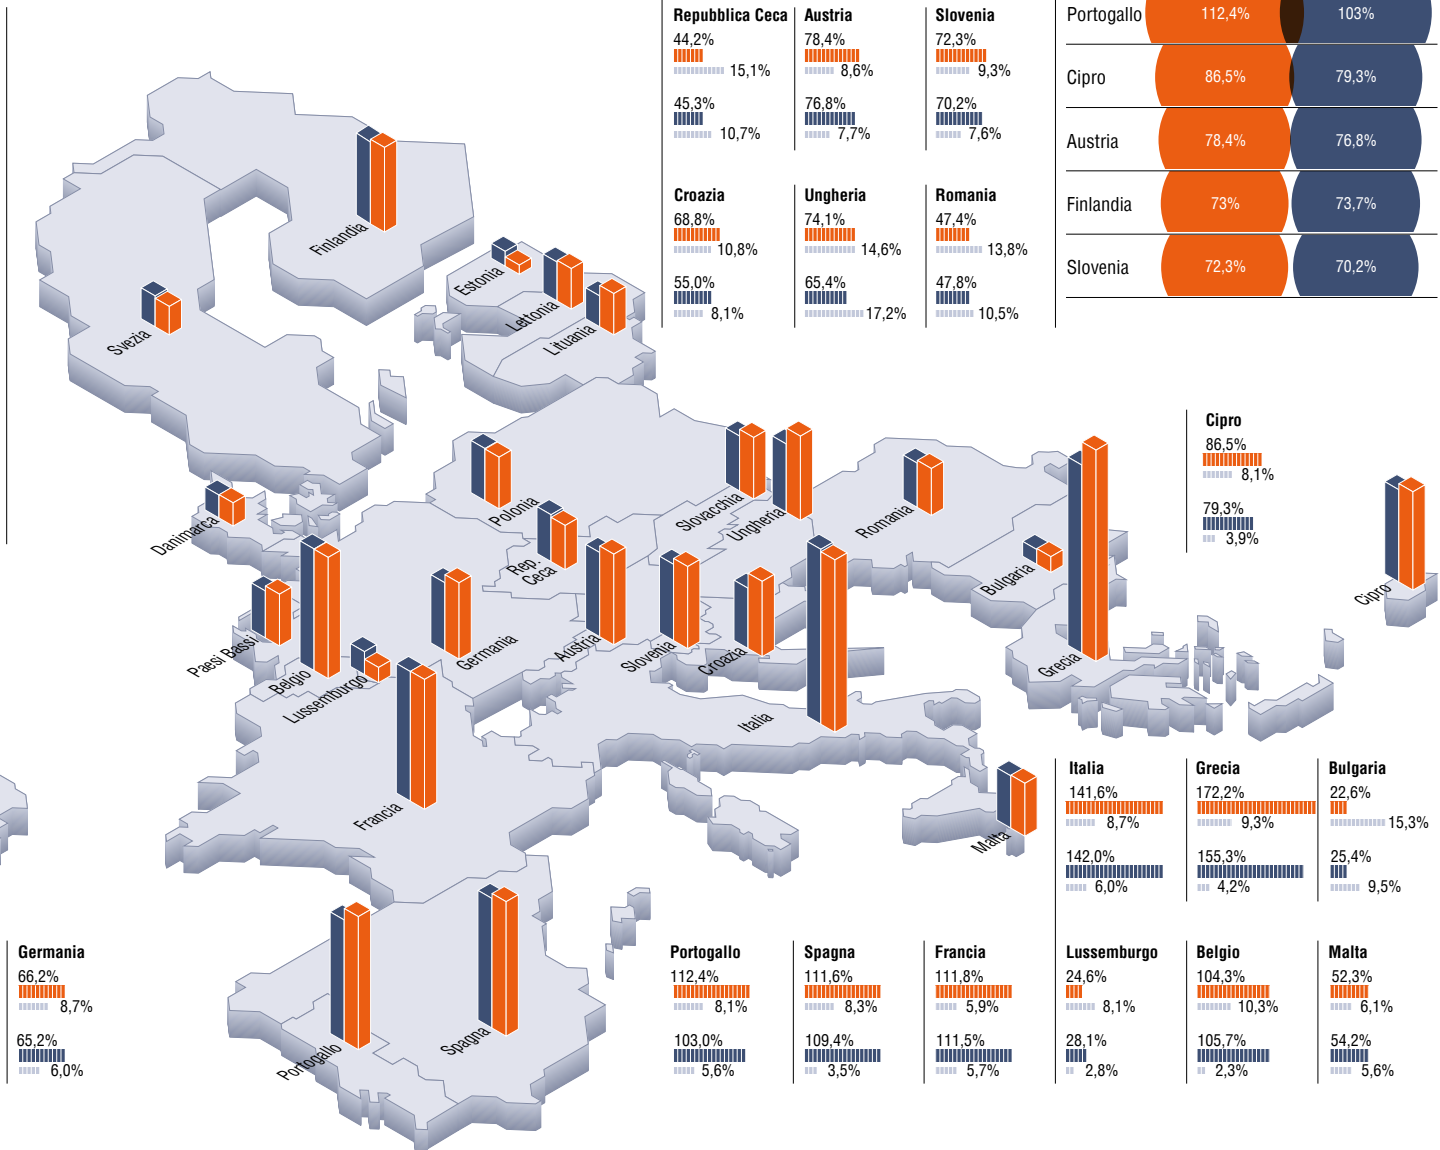 Repubblica Ceca
44,2%
15,1%
45,3%
10,7%
Austria
78,4%
8,6%
76,8%
7,7%
Slovenia
72,3%
9,3%
70,2%
7,6%
Croazia
68,8%
10,8%
55,0%
8,1%
Ungheria
74,1%
14,6%
65,4%
17,2%
Romania
47,4%
13,8%
47,8%
10,5%
Portogallo 112,4% 103%
Cipro 86,5% 79,3%
Austria 78,4% 76,8%
Finlandia 73% 73,7%
Slovenia 72,3% 70,2%
Cipro
86,5%
8,1%
79,3%
3,9%
Finlandia
Svezia
Estonia
Lettonia
Lituania
Danimarca
Polonia
Slovacchia
Ungheria
Romania
Bulgaria
Cipro
Rep.
Ceca
Paesi Bassi
Belgio
Lussemburgo
Germania
Austria
Slovenia
Croazia
Grecia
Italia
Francia
Malta
Portogallo
Spagna
Italia
141,6%
8,7%
142,0%
6,0%
Grecia
172,2%
9,3%
155,3%
4,2%
Bulgaria
22,6%
15,3%
25,4%
9,5%
Germania
66,2%
8,7%
65,2%
6,0%
Portogallo
112,4%
8,1%
103,0%
5,6%
Spagna
111,6%
8,3%
109,4%
3,5%
Francia
111,8%
5,9%
111,5%
5,7%
Lussemburgo
24,6%
8,1%
28,1%
2,8%
Belgio
104,3%
10,3%
105,7%
2,3%
Malta
52,3%
6,1%
54,2%
5,6%